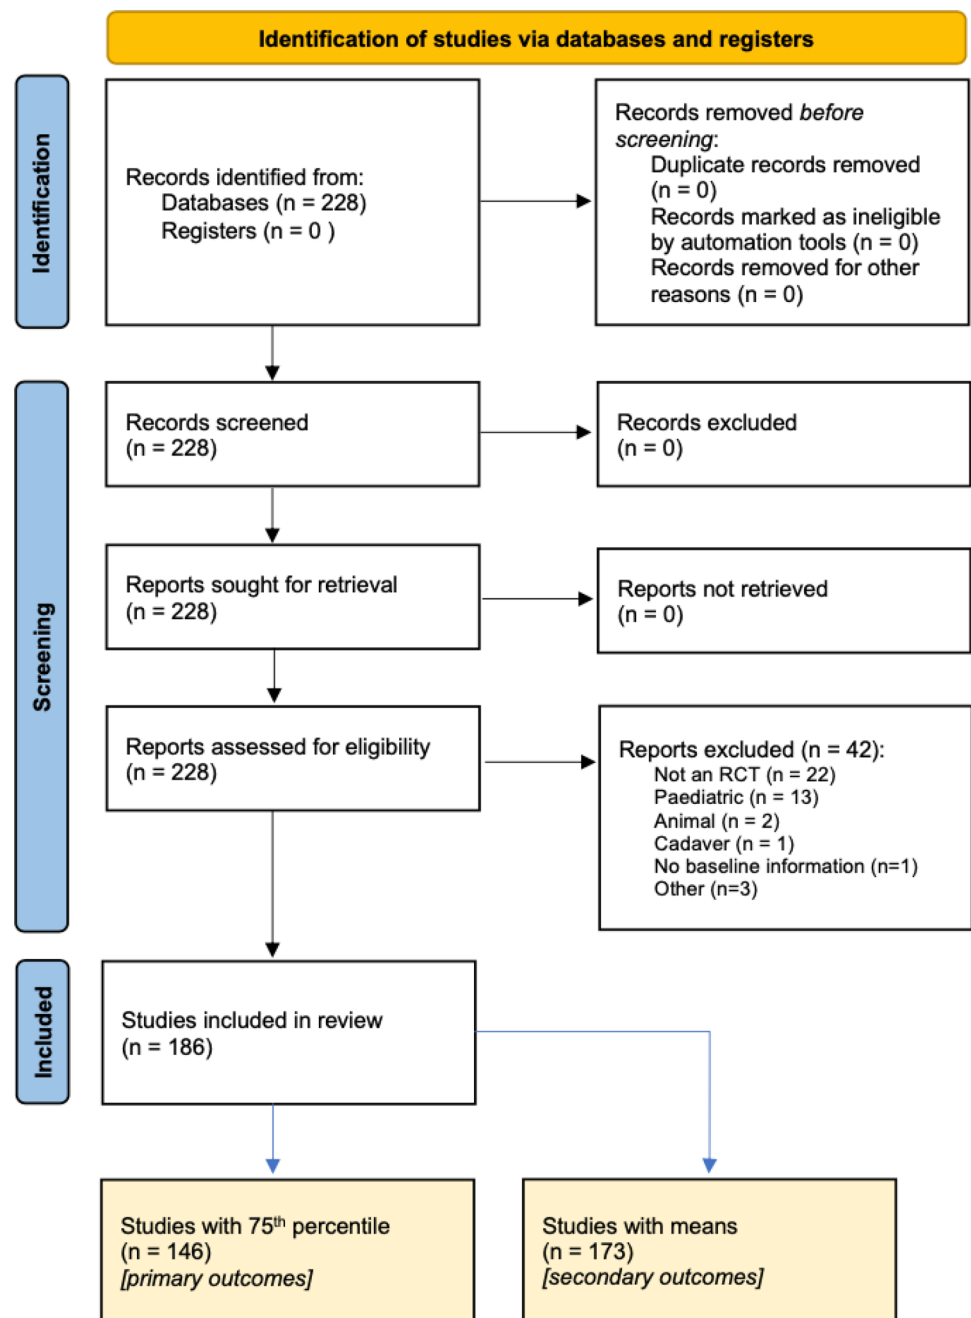 Identification of studies via databases and registers
Identification
Records identified from:
Databases (n = 228)
Registers (n = 0 )
Records removed before
screening:
Duplicate records removed
(n = 0)
Records marked as ineligible
by automation tools (n = 0)
Records removed for other
reasons (n = 0)
Screening
Records screened
(n = 228)
Records excluded
(n = 0)
Reports sought for retrieval
(n = 228)
Reports not retrieved
(n = 0)
Reports assessed for eligibility
(n = 228)
Reports excluded (n = 42):
Not an RCT (n = 22)
Paediatric (n = 13)
Animal (n = 2)
Cadaver (n = 1)
No baseline information (n=1)
Other (n=3)
Included
Studies included in review
(n = 186)
Studies with 75th percentile
(n = 146)
[primary outcomes]
Studies with means
(n = 173)
[secondary outcomes]